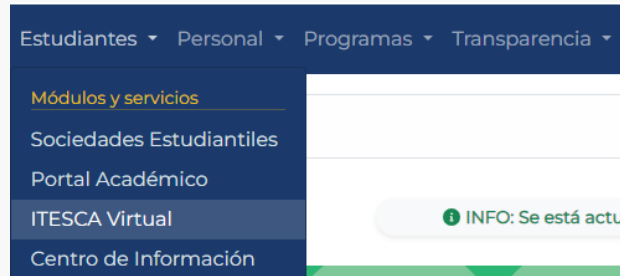 Estudiantes Personal Programas Transparencia
Módulos y servicios
Sociedades Estudiantiles
Portal Académico
ITESCA Virtual
INFO: Se está actu
Centro de Información